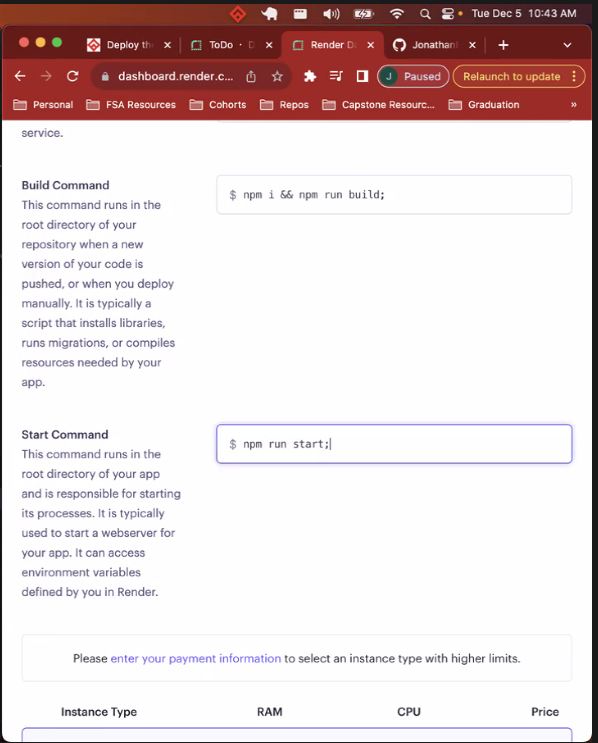 Tue Dec 5 10:43 AM
Deploy th
ToDo · D
Render D
Jonathan
dashboard.render.c...
J Paused
Relaunch to update
Personal
FSA Resources
Cohorts
Repos
Capstone Resourc...
Graduation
»
service.
Build Command
This command runs in the
root directory of your
repository when a new
version of your code is
pushed, or when you deploy
manually. It is typically a
script that installs libraries,
runs migrations, or compiles
resources needed by your
app.
$ npm i && npm run build;
Start Command
This command runs in the
root directory of your app
and is responsible for starting
its processes. It is typically
used to start a webserver for
your app. It can access
environment variables
defined by you in Render.
$ npm run start;
Please enter your payment information to select an instance type with higher limits.
Instance Type RAM CPU Price